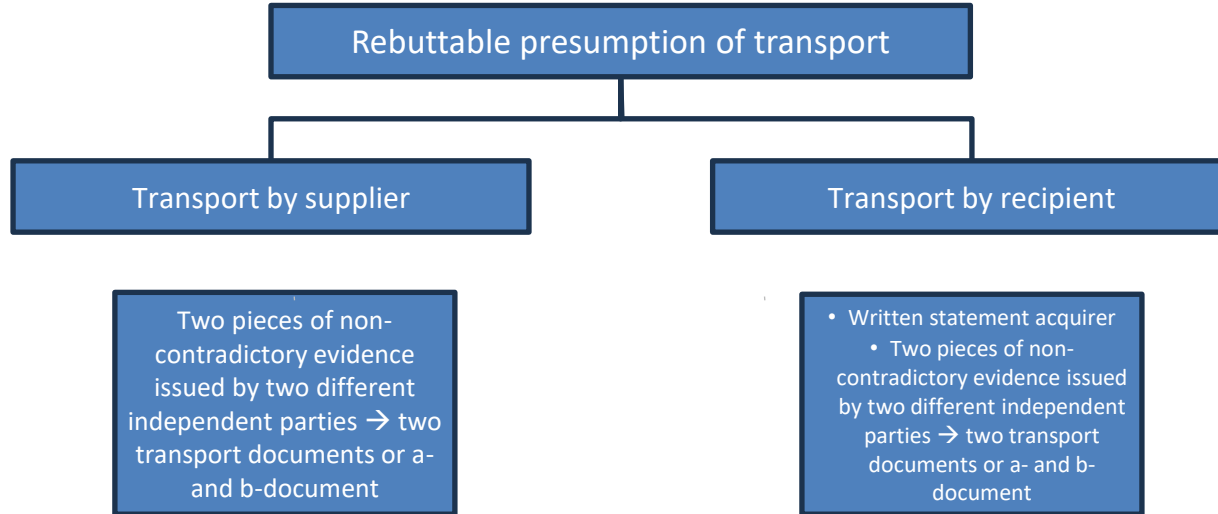 Rebuttable presumption of transport
Transport by supplier
Transport by recipient
Two pieces of non-
contradictory evidence
issued by two different
independent parties → two
transport documents or a-
and b-document
• Written statement acquirer
• Two pieces of non-
contradictory evidence issued
by two different independent
parties → two transport
documents or a- and b-
document